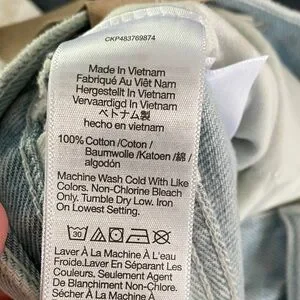 CKP483769874
Made In Vietnam
Fabriqué Au Viêt Nam
Hergestellt In Vietnam
Vervaardigd In Vietnam
ベトナム製
hecho en vietnam
100% Cotton /Coton /
Baumwolle /Katoen /綿 /
algodón
Machine Wash Cold With Like
Colors. Non-Chlorine Bleach
Only. Tumble Dry Low. Iron
On Lowest Setting.
30
Laver À La Machine À L'eau
Froide. Laver En Séparant Les
Couleurs. Seulement Agent
De Blanchiment Non-Chlore.
Sécher À La Machine À